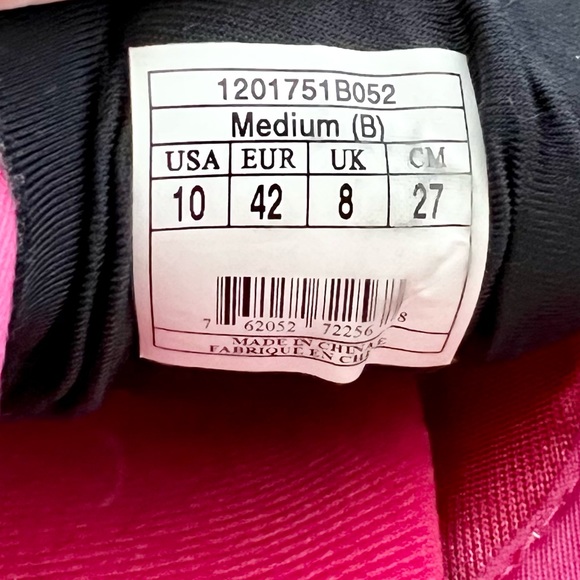 1201751B052
Medium (B)
USA EUR UK CM
10 42 8 27
7 62052 72256 8
MADE IN CHINA
FABRIQUE EN